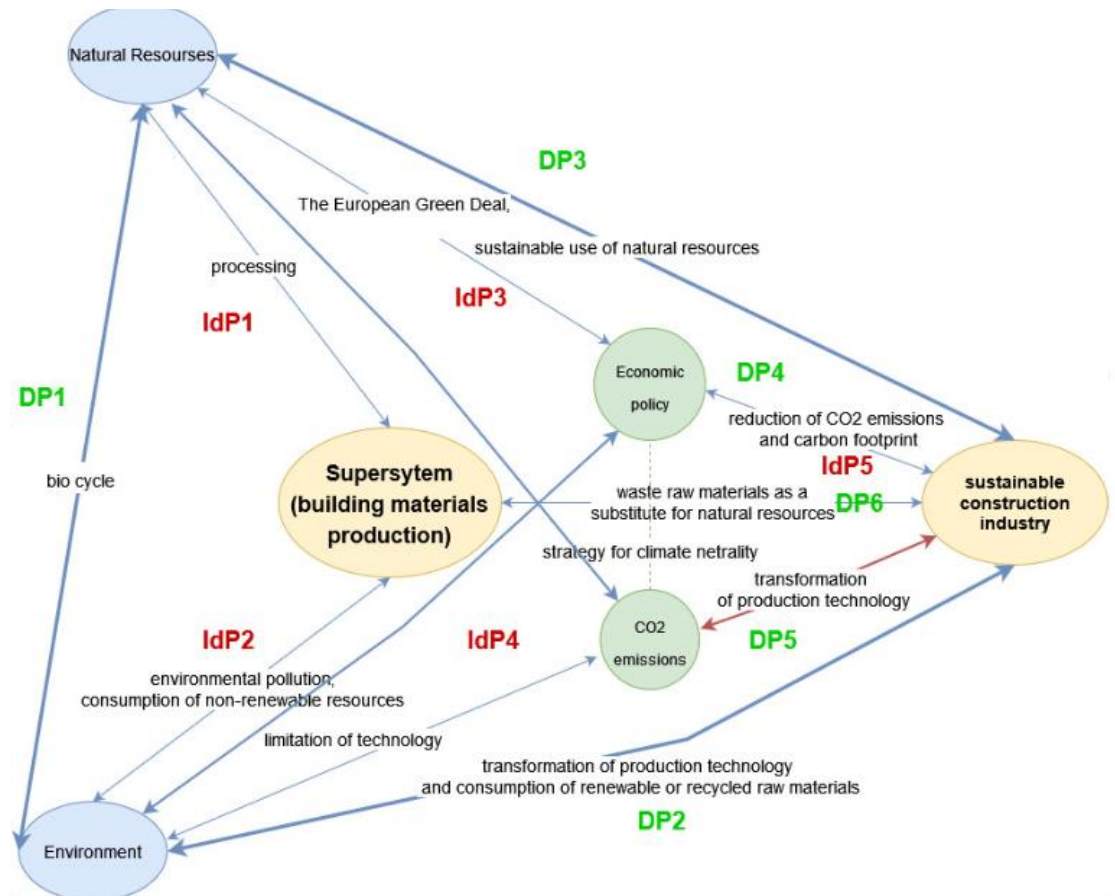 Natural Resourses
DP3
The European Green Deal,
sustainable use of natural resources
processing
IdP3
IdP1
Economic
policy
DP4
DP1
reduction of CO2 emissions
and carbon footprint
IdP5
bio cycle
Supersytem
(building materials
production)
waste raw materials as a
substitute for natural resources
DP6
sustainable
construction
industry
strategy for climate netrality
transformation
of production technology
CO2
emissions
IdP2
IdP4
DP5
environmental pollution,
consumption of non-renewable resources
limitation of technology
transformation of production technology
and consumption of renewable or recycled raw materials
DP2
Environment